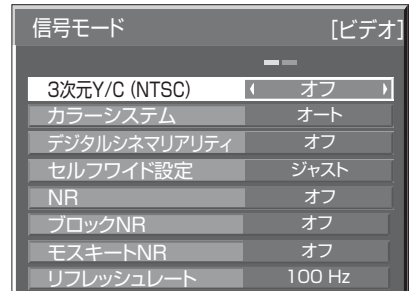 信号モード [ビデオ]
3次元Y/C (NTSC) オフ
カラーシステム オート
デジタルシネマリアリティ オフ
セルフワイド設定 ジャスト
NR オフ
ブロックNR オフ
モスキートNR オフ
リフレッシュレート 100 Hz